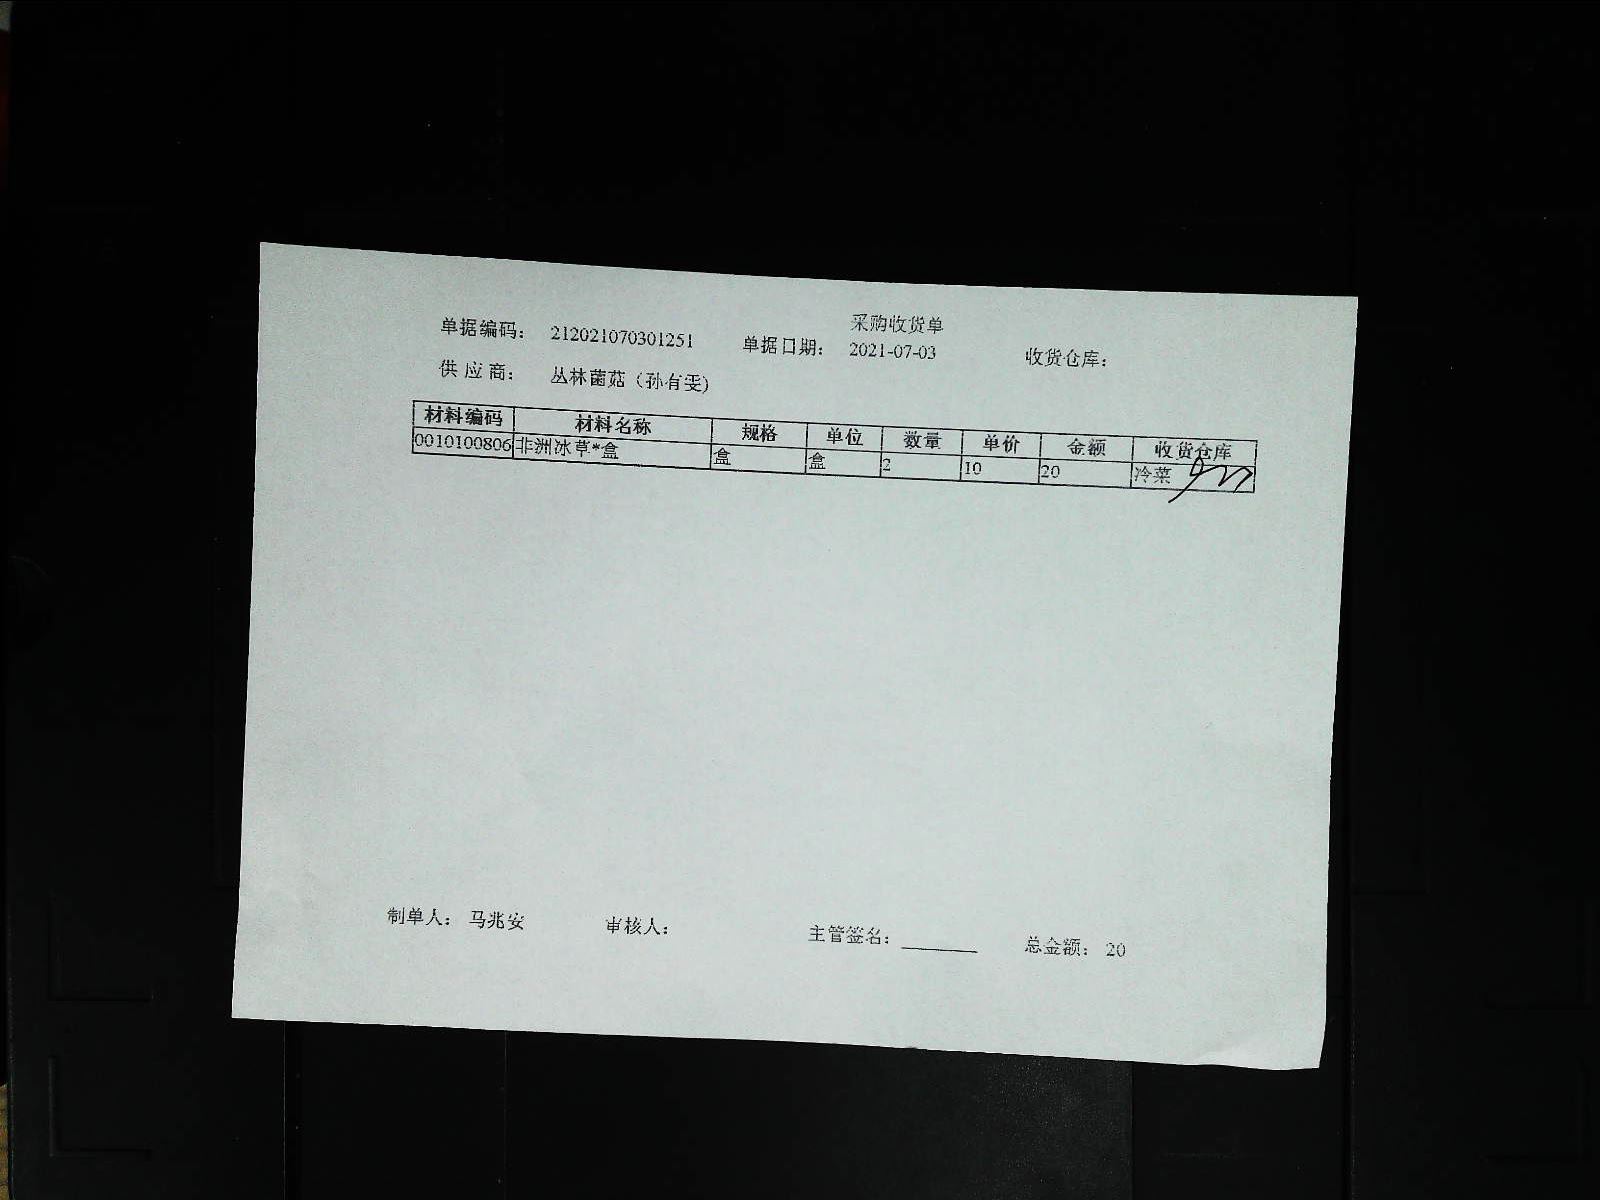 采购收货单
单据编码： 212021070301251 单据日期： 2021-07-03 收货仓库：
供应商： 丛林菌菇（孙有雯）
材料编码 材料名称 规格 单位 数量 单价 金额 收货仓库
0010100806 非洲冰草*盒 盒 盒 2 10 20 冷菜
制单人： 马兆安 审核人： 主管签名： 总金额： 20